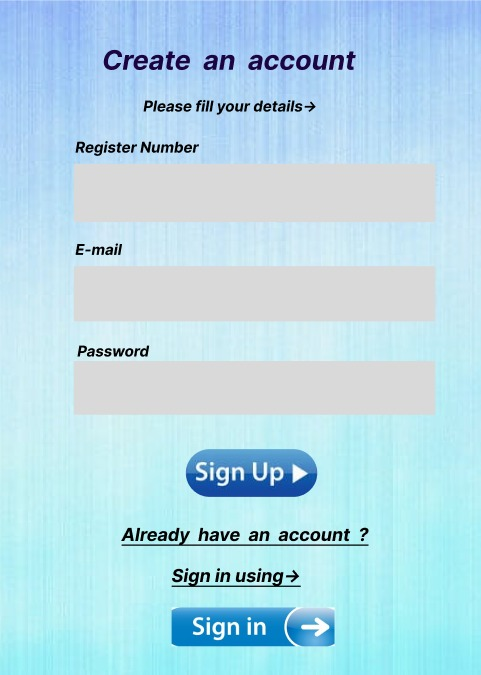 Create an account
Please fill your details→
Register Number
E-mail
Password
Sign Up
Already have an account ?
Sign in using→
Sign in